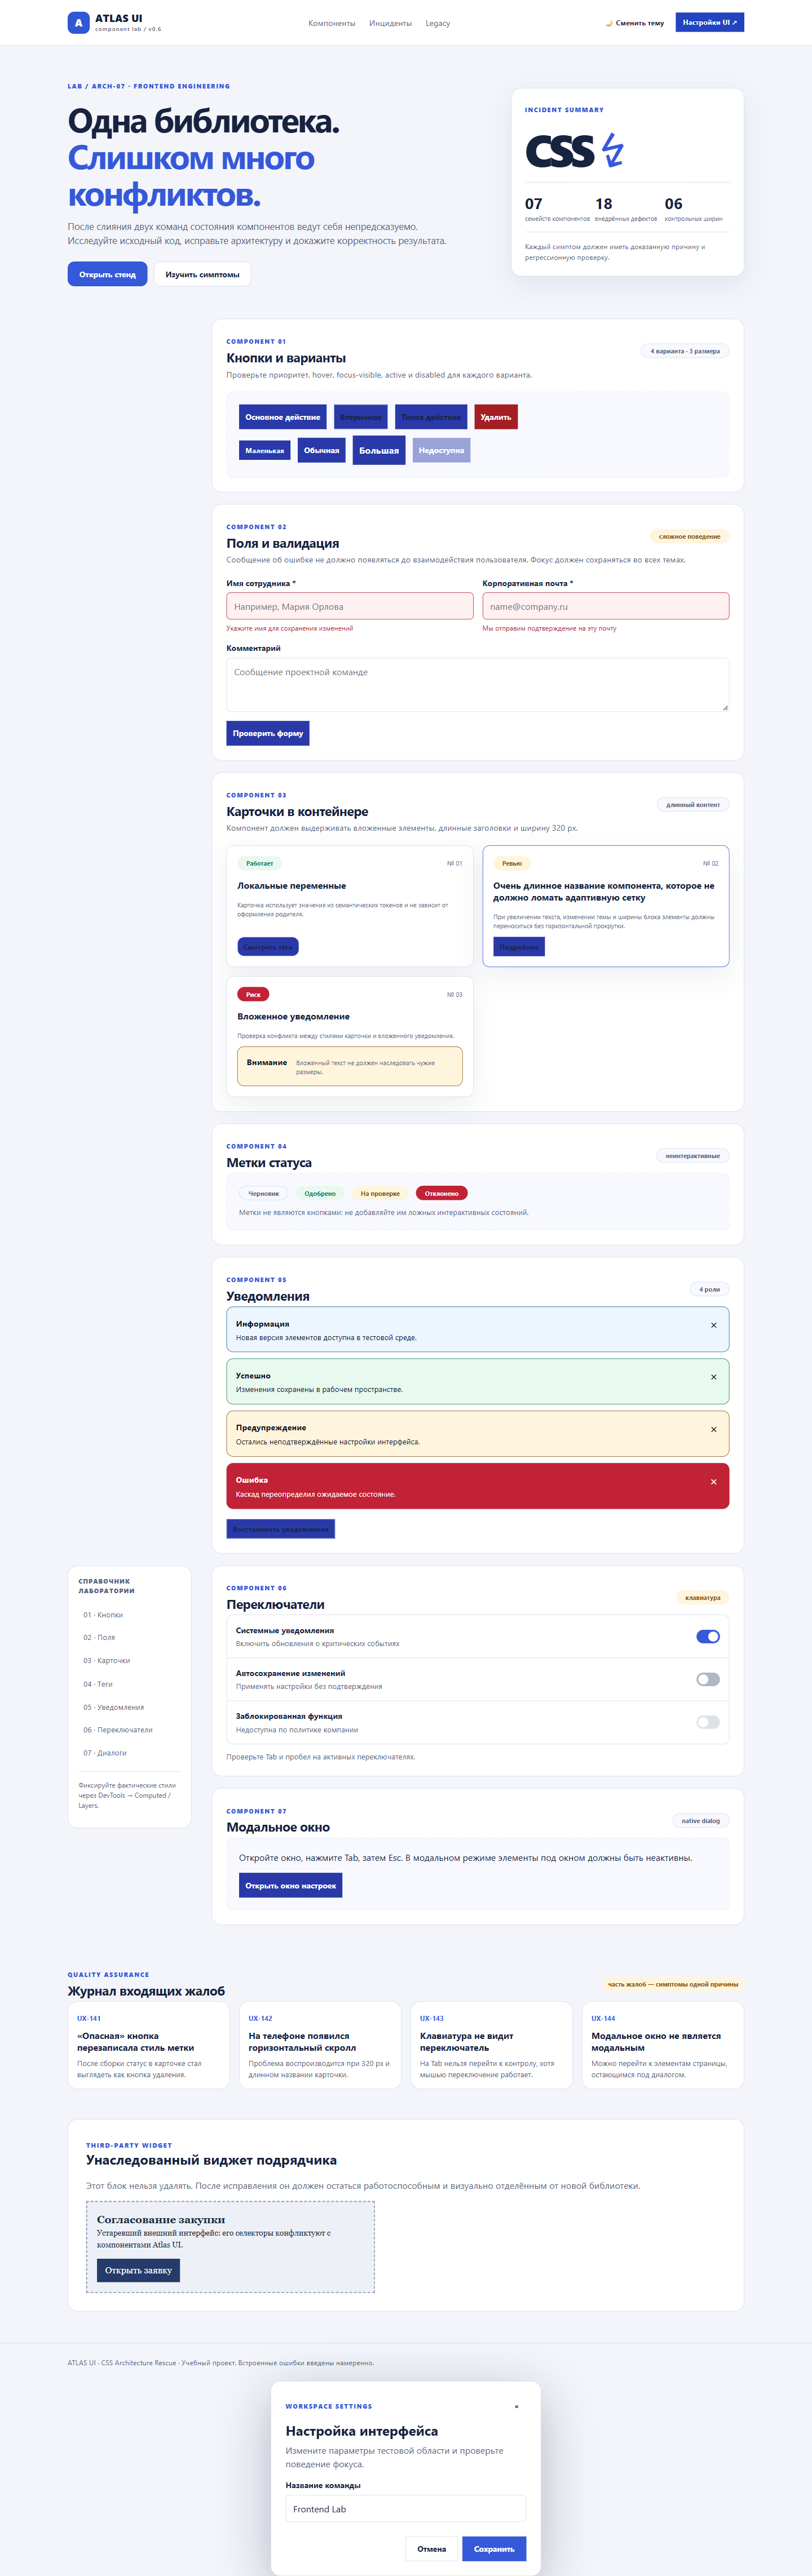 A
ATLAS UI
component lab / v0.6
Компоненты
Инциденты
Legacy
Сменить тему
Настройки UI ↗
LAB / ARCH-07 · FRONTEND ENGINEERING
Одна библиотека.
Слишком много
конфликтов.
После слияния двух команд состояния компонентов ведут себя непредсказуемо.
Исследуйте исходный код, исправьте архитектуру и докажите корректность результата.
Открыть стенд
Изучить симптомы
INCIDENT SUMMARY
CSS
07
18
06
семейств компонентов
внедрённых дефектов
контрольных ширин
Каждый симптом должен иметь доказанную причину и
регрессионную проверку.
COMPONENT 01
Кнопки и варианты
4 варианта · 3 размера
Проверьте приоритет, hover, focus-visible, active и disabled для каждого варианта.
Основное действие
Вторичное
Тихое действие
Удалить
Маленькая
Обычная
Большая
Недоступна
COMPONENT 02
Поля и валидация
сложное поведение
Сообщение об ошибке не должно появляться до взаимодействия пользователя. Фокус должен сохраняться во всех темах.
Имя сотрудника *
Корпоративная почта *
Например, Мария Орлова
name@company.ru
Укажите имя для сохранения изменений
Мы отправим подтверждение на эту почту
Комментарий
Сообщение проектной команде
Проверить форму
COMPONENT 03
Карточки в контейнере
длинный контент
Компонент должен выдерживать вложенные элементы, длинные заголовки и ширину 320 px.
Работает
№ 01
Локальные переменные
Карточка использует значения из семантических токенов и не зависит от
оформления родителя.
Смотреть теги
Ревью
№ 02
Очень длинное название компонента, которое не
должно ломать адаптивную сетку
При увеличении текста, изменении темы и ширины блока элементы должны
переноситься без горизонтальной прокрутки.
Подробнее
Риск
№ 03
Вложенное уведомление
Проверка конфликта между стилями карточки и вложенного уведомления.
Внимание
Вложенный текст не должен наследовать чужие
размеры.
COMPONENT 04
Метки статуса
неинтерактивные
Черновик
Одобрено
На проверке
Отклонено
Метки не являются кнопками: не добавляйте им ложных интерактивных состояний.
COMPONENT 05
Уведомления
4 роли
Информация
Новая версия элементов доступна в тестовой среде.
×
Успешно
Изменения сохранены в рабочем пространстве.
×
Предупреждение
Остались неподтверждённые настройки интерфейса.
×
Ошибка
Каскад переопределил ожидаемое состояние.
×
Восстановить уведомления
СПРАВОЧНИК
ЛАБОРАТОРИИ
01 · Кнопки
02 · Поля
03 · Карточки
04 · Теги
05 · Уведомления
06 · Переключатели
07 · Диалоги
Фиксируйте фактические стили
через DevTools → Computed /
Layers.
COMPONENT 06
Переключатели
клавиатура
Системные уведомления
Включить обновления о критических событиях
Автосохранение изменений
Применять настройки без подтверждения
Заблокированная функция
Недоступна по политике компании
Проверьте Tab и пробел на активных переключателях.
COMPONENT 07
Модальное окно
native dialog
Откройте окно, нажмите Tab, затем Esc. В модальном режиме элементы под окном должны быть неактивны.
Открыть окно настроек
QUALITY ASSURANCE
Журнал входящих жалоб
часть жалоб — симптомы одной причины
UX-141
«Опасная» кнопка
перезаписала стиль метки
После сборки статус в карточке стал
выглядеть как кнопка удаления.
UX-142
На телефоне появился
горизонтальный скролл
Проблема воспроизводится при 320 px и
длинном названии карточки.
UX-143
Клавиатура не видит
переключатель
На Tab нельзя перейти к контролу, хотя
мышью переключение работает.
UX-144
Модальное окно не является
модальным
Можно перейти к элементам страницы,
остающимся под диалогом.
THIRD-PARTY WIDGET
Унаследованный виджет подрядчика
Этот блок нельзя удалять. После исправления он должен остаться работоспособным и визуально отделённым от новой библиотеки.
Согласование закупки
Устаревший внешний интерфейс: его селекторы конфликтуют с
компонентами Atlas UI.
Открыть заявку
ATLAS UI · CSS Architecture Rescue · Учебный проект. Встроенные ошибки введены намеренно.
WORKSPACE SETTINGS
×
Настройка интерфейса
Измените параметры тестовой области и проверьте
поведение фокуса.
Название команды
Frontend Lab
Отмена
Сохранить